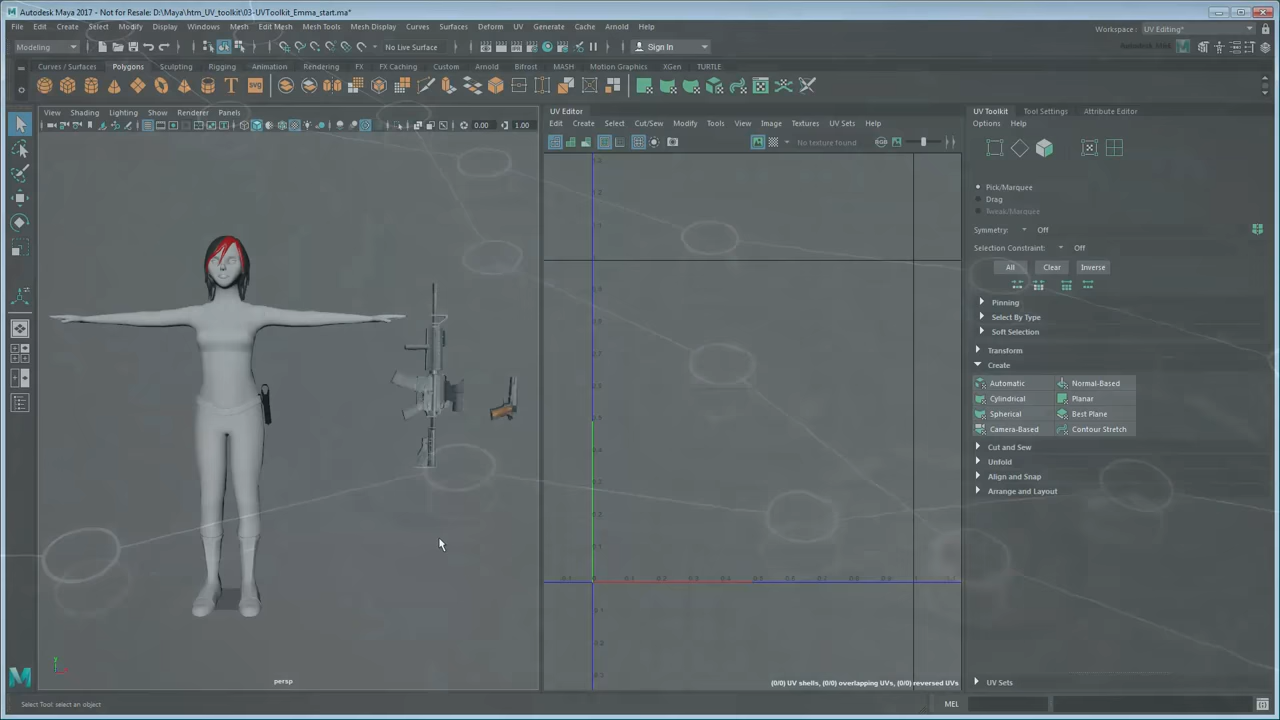 Autodesk Maya 2017 - Not for Resale: D:\Maya\htm_UV_toolkit\03-UVToolkit_Emma_start.ma*
File Edit Create Select Modify Display Windows Mesh Edit Mesh Mesh Tools Mesh Display Curves Surfaces Deform UV Generate Cache Arnold Help
Workspace: UV Editing*
Modeling
No Live Surface
Sign In
Curves / Surfaces Polygons Sculpting Rigging Animation Rendering FX FX Caching Custom Arnold Bifrost MASH Motion Graphics XGen TURTLE
View Shading Lighting Show Renderer Panels
0.00 1.00
UV Editor
Edit Create Select Cut/Sew Modify Tools View Image Textures UV Sets Help
No texture found
UV Toolkit Tool Settings Attribute Editor
Options Help
Pick/Marquee
Drag
Tweak/Marquee
Symmetry: Off
Selection Constraint: Off
All Clear Inverse
Pinning
Select By Type
Soft Selection
Transform
Create
Automatic Normal-Based
Cylindrical Planar
Spherical Best Plane
Camera-Based Contour Stretch
Cut and Sew
Unfold
Align and Snap
Arrange and Layout
UV Sets
persp
(0/0) UV shells, (0/0) overlapping UVs, (0/0) reversed UVs
Select Tool: select an object
MEL